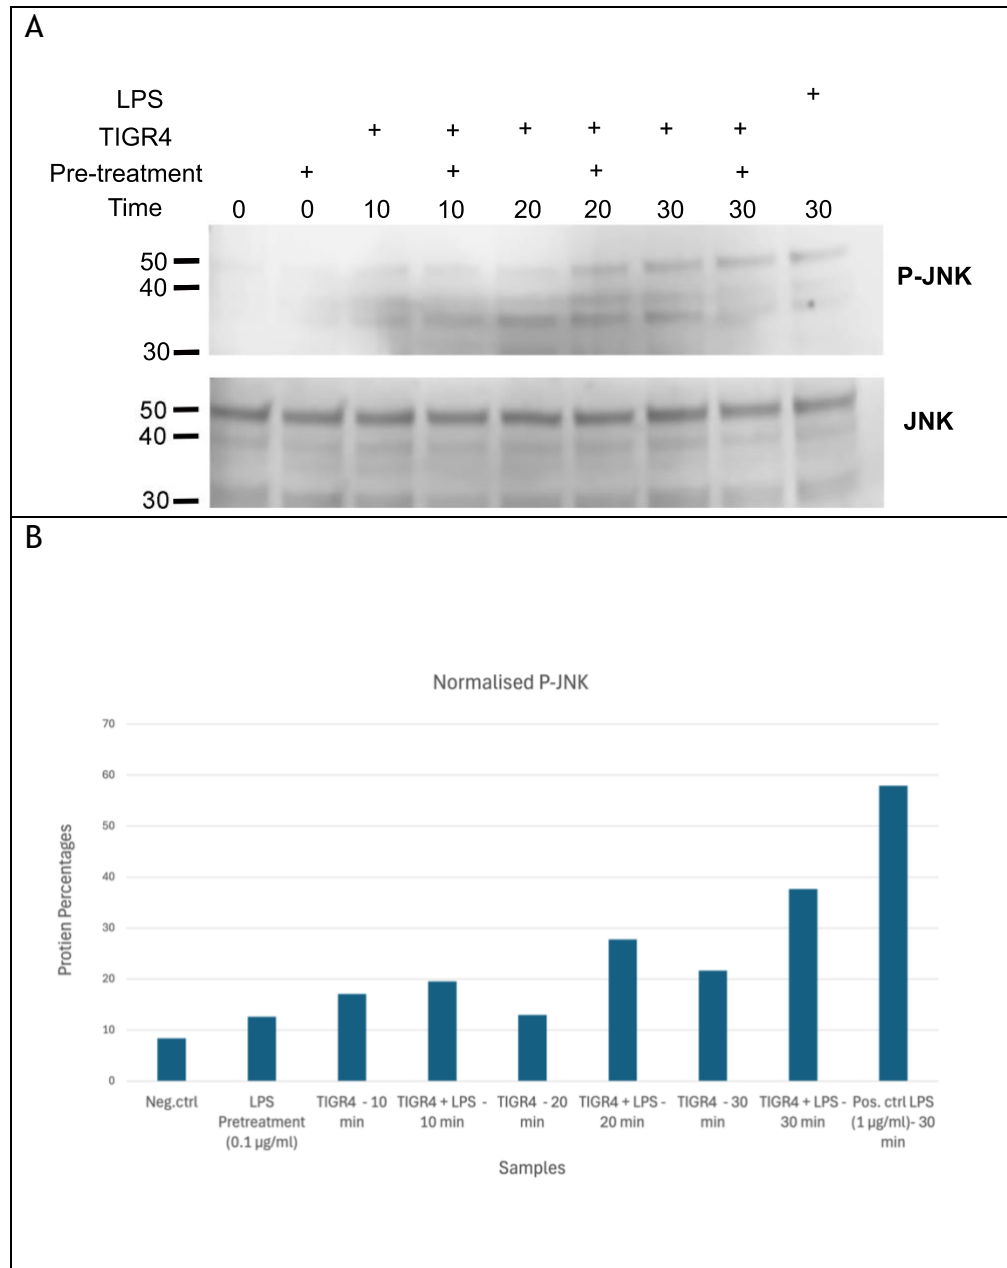 A
LPS +
TIGR4 + + + + + +
Pre-treatment + + + +
Time 0 0 10 10 20 20 30 30 30
50
40
30
P-JNK
50
40
30
JNK
B
Normalised P-JNK
70
60
50
40
30
20
10
0
Protien Percentages
Neg.ctrl
LPS
Pretreatment
(0.1 µg/ml)
TIGR4 - 10
min
TIGR4 + LPS -
10 min
TIGR4 - 20
min
TIGR4 + LPS -
20 min
TIGR4 - 30
min
TIGR4 + LPS -
30 min
Pos. ctrl LPS
(1 µg/ml)- 30
min
Samples